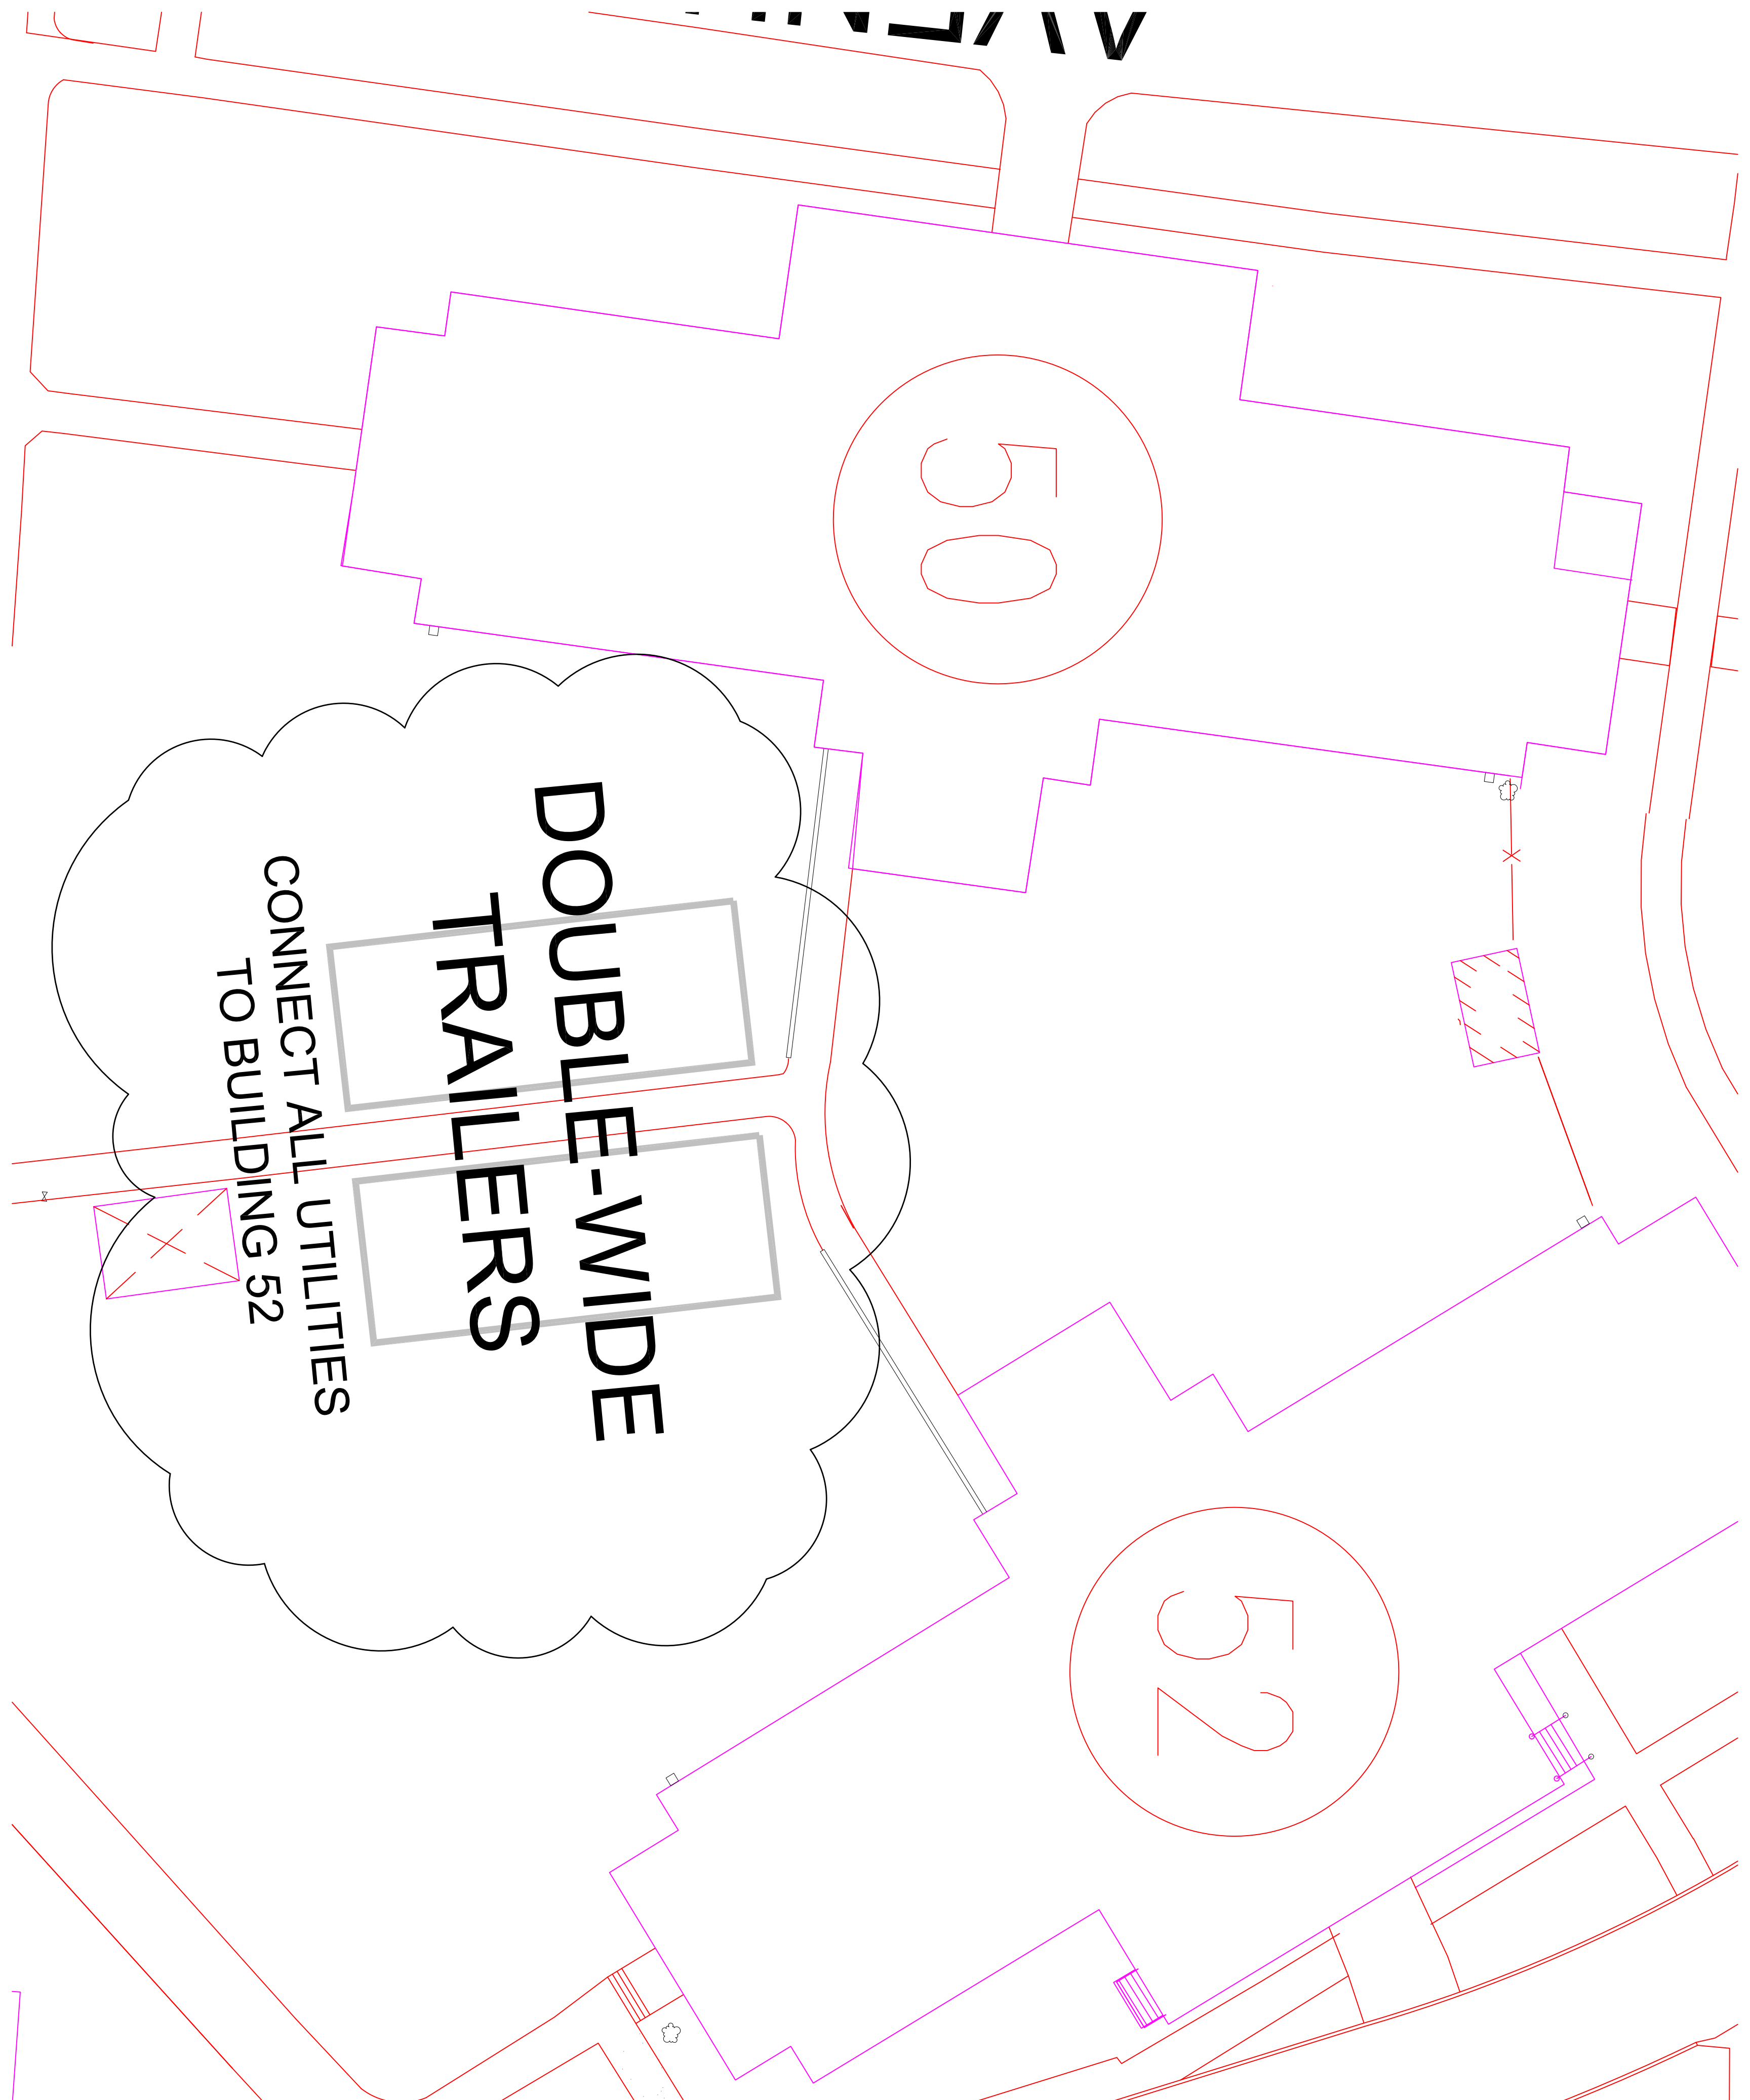 50
DOUBLE-WIDE
TRAILERS
CONNECT ALL UTILITIES
TO BUILDING 52
52